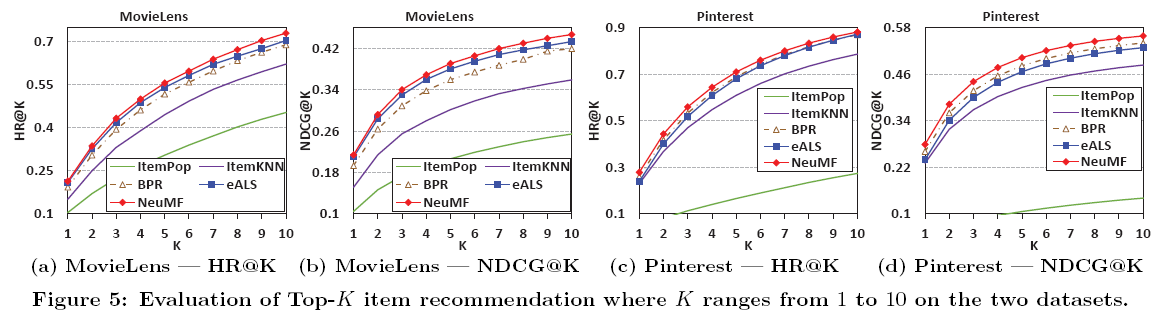 MovieLens
HR@K
0.7
0.55
0.4
0.25
0.1
ItemPop
ItemKNN
BPR
eALS
NeuMF
1 2 3 4 5 6 7 8 9 10
K
(a) MovieLens — HR@K
MovieLens
NDCG@K
0.42
0.34
0.26
0.18
0.1
ItemPop
ItemKNN
BPR
eALS
NeuMF
1 2 3 4 5 6 7 8 9 10
K
(b) MovieLens — NDCG@K
Pinterest
HR@K
0.9
0.7
0.5
0.3
0.1
ItemPop
ItemKNN
BPR
eALS
NeuMF
1 2 3 4 5 6 7 8 9 10
K
(c) Pinterest — HR@K
Pinterest
NDCG@K
0.58
0.46
0.34
0.22
0.1
ItemPop
ItemKNN
BPR
eALS
NeuMF
1 2 3 4 5 6 7 8 9 10
K
(d) Pinterest — NDCG@K
Figure 5: Evaluation of Top-K item recommendation where K ranges from 1 to 10 on the two datasets.